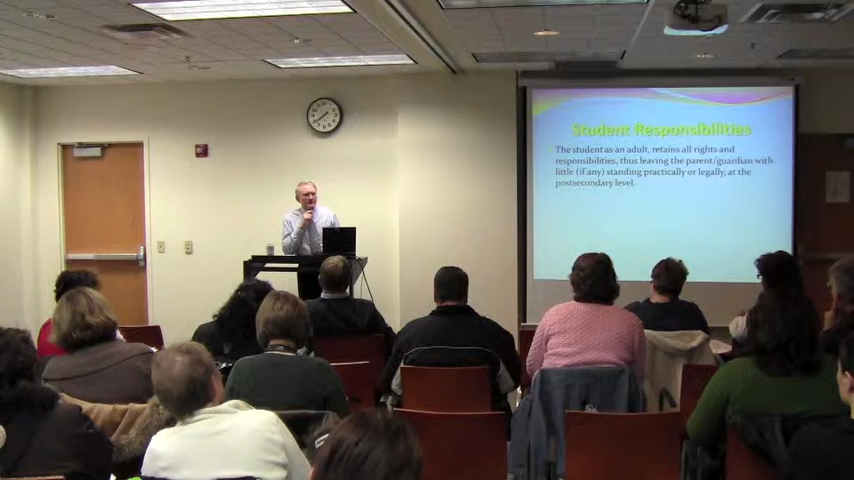 Student Responsibilities
The student as an adult, retains all rights and
responsibilities, thus leaving the parent/guardian with
little (if any) standing practically or legally, at the
postsecondary level.